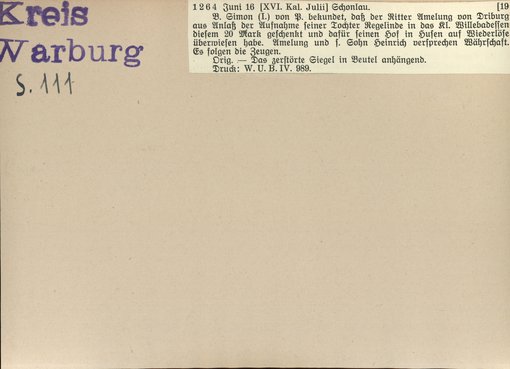 Kreis
Warburg
S. 111
1264 Juni 16 [XVI. Kal. Julii] Schonlau. [19
B. Simon (I.) von P. bekundet, daß der Ritter Amelung von Driburg
aus Anlaß der Aufnahme seiner Tochter Regelinde in das Kl. Willebadessen
diesem 20 Mark geschenkt und dafür seinen Hof in Husen auf Wiederlöse
überwiesen habe. Amelung und s. Sohn Heinrich versprechen Währschaft.
Es folgen die Zeugen.
Orig. — Das zerstörte Siegel in Beutel anhängend.
Druck: W. U. B. IV. 989.